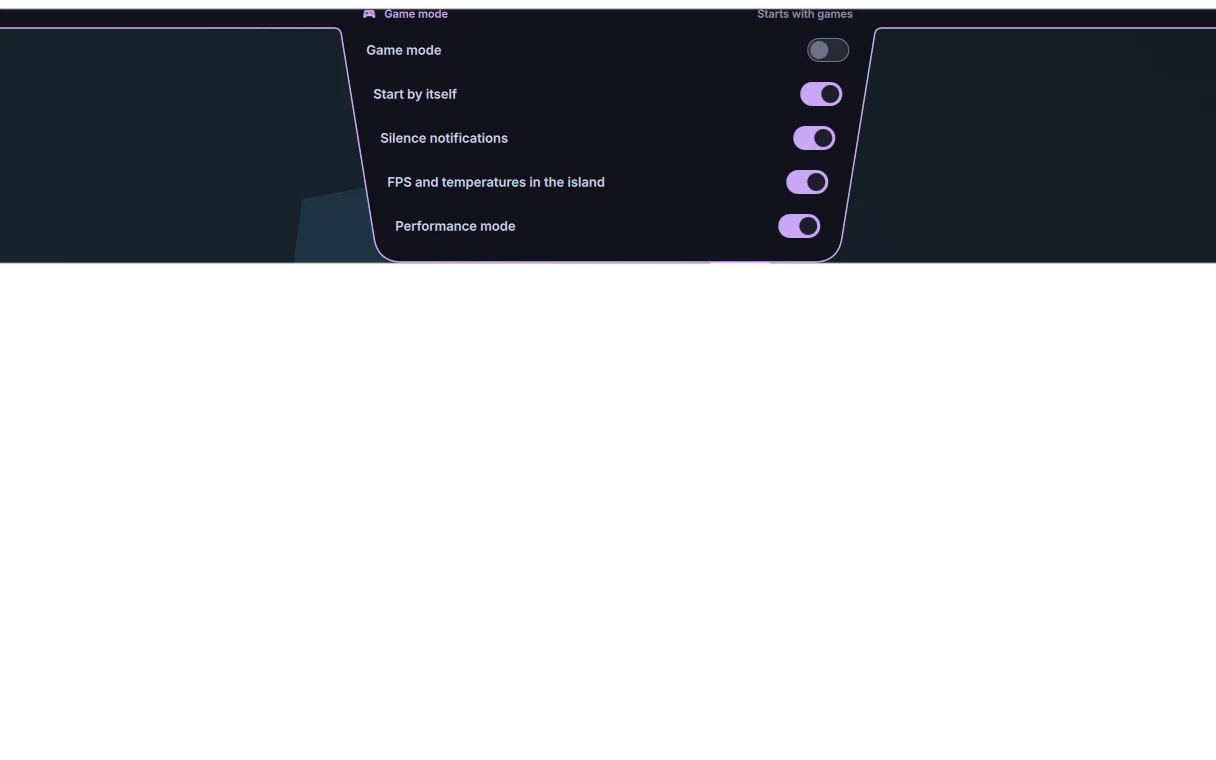 Game mode Starts with games
Game mode
Start by itself
Silence notifications
FPS and temperatures in the island
Performance mode